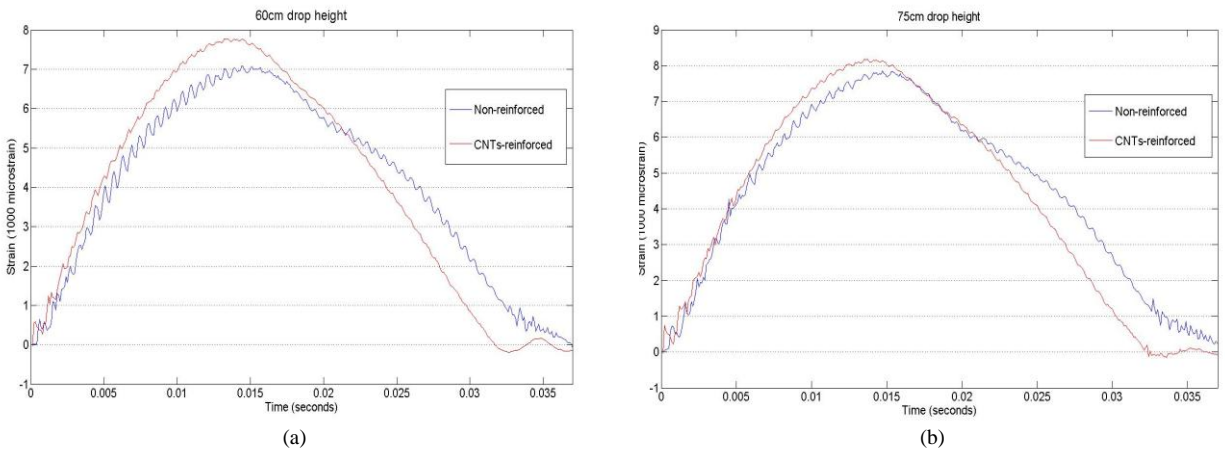 60cm drop height
8
7
6
5
4
3
2
1
0
-1
Strain (1000 microstrain)
Non-reinforced
CNTs-reinforced
0 0.005 0.01 0.015 0.02 0.025 0.03 0.035
Time (seconds)
(a)
75cm drop height
9
8
7
6
5
4
3
2
1
0
-1
Strain (1000 microstrain)
Non-reinforced
CNTs-reinforced
0 0.005 0.01 0.015 0.02 0.025 0.03 0.035
Time (seconds)
(b)